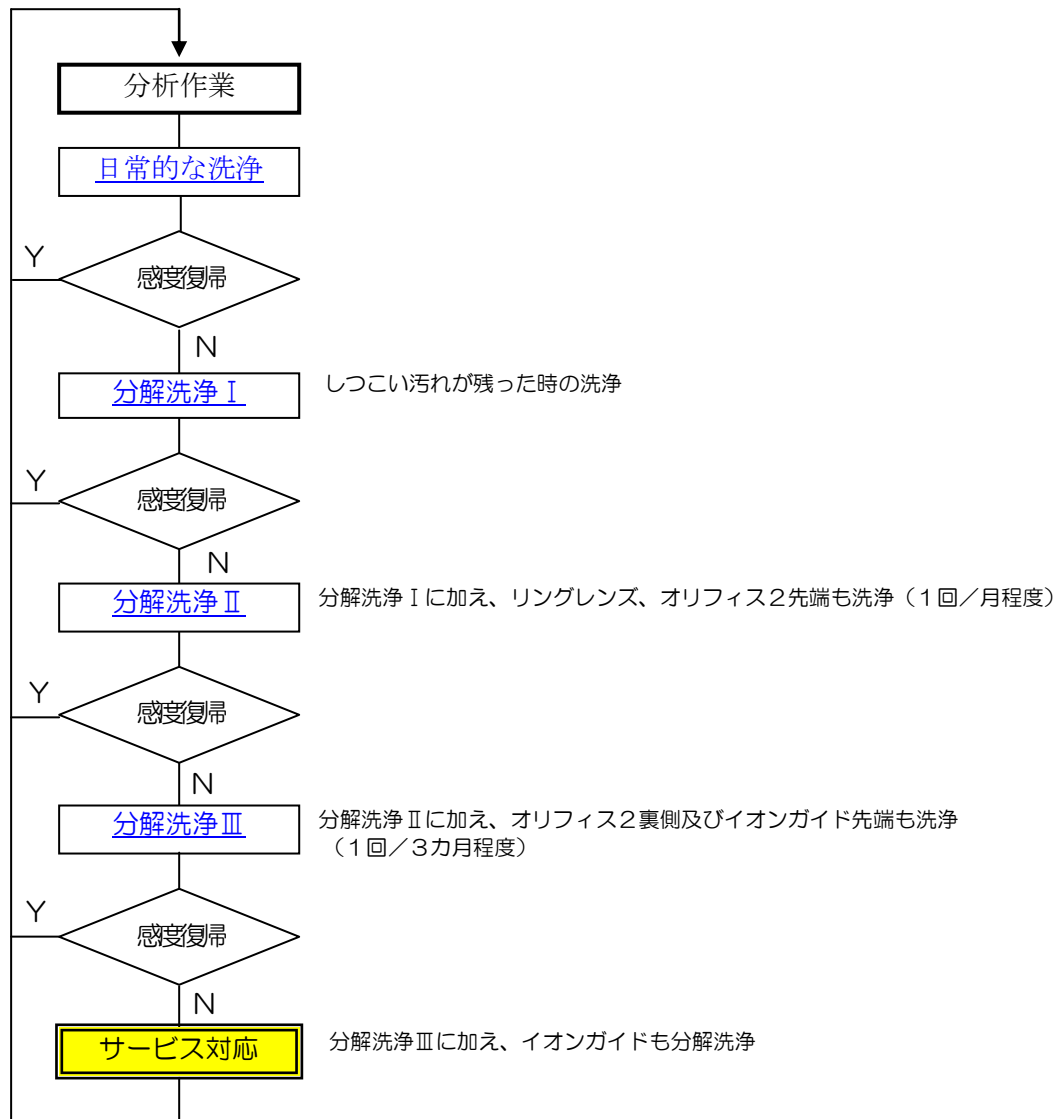 分析作業
日常的な洗浄
Y
感度復帰
N
分解洗浄Ⅰ
しつこい汚れが残った時の洗浄
Y
感度復帰
N
分解洗浄Ⅱ
分解洗浄Ⅰに加え、リングレンズ、オリフィス２先端も洗浄（１回／月程度）
Y
感度復帰
N
分解洗浄Ⅲ
分解洗浄Ⅱに加え、オリフィス２裏側及びイオンガイド先端も洗浄
（１回／３カ月程度）
Y
感度復帰
N
サービス対応
分解洗浄Ⅲに加え、イオンガイドも分解洗浄